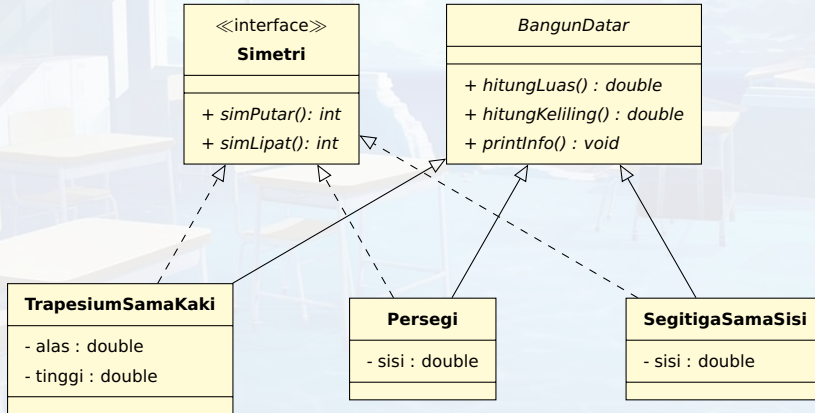 ≪interface≫
Simetri
+ simPutar(): int
+ simLipat(): int
BangunDatar
+ hitungLuas() : double
+ hitungKeliling() : double
+ printInfo() : void
TrapesiumSamaKaki
- alas : double
- tinggi : double
Persegi
- sisi : double
SegitigaSamaSisi
- sisi : double